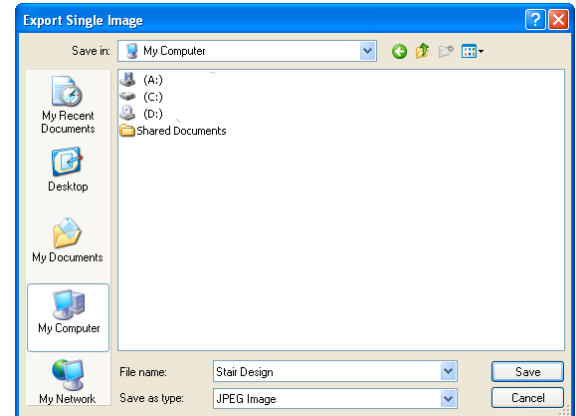 Export Single Image
Save in: My Computer
(A:)
(C:)
(D:)
Shared Documents
My Recent
Documents
Desktop
My Documents
My Computer
My Network
File name: Stair Design Save
Save as type: JPEG Image Cancel